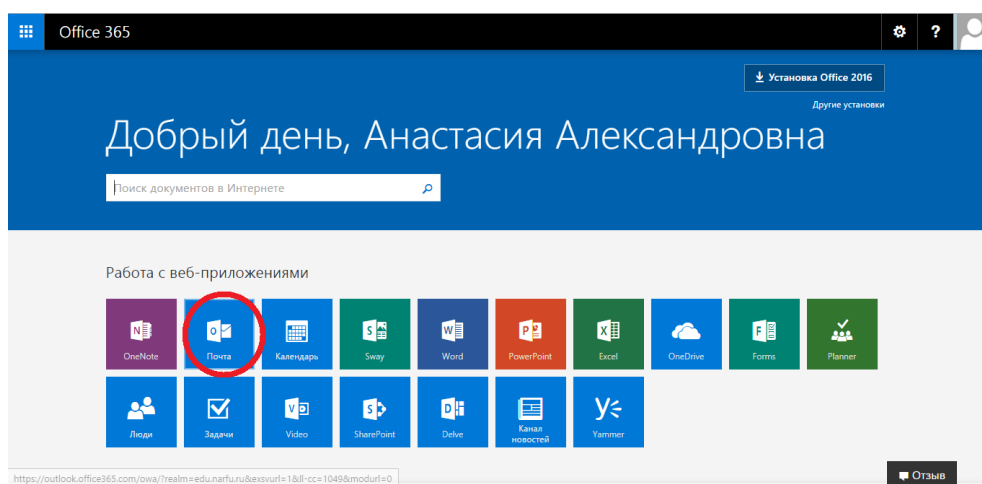 Office 365
?
Установка Office 2016
Другие установки
Добрый день, Анастасия Александровна
Поиск документов в Интернете
Работа с веб-приложениями
OneNote
Почта
Календарь
Sway
Word
PowerPoint
Excel
OneDrive
Forms
Planner
Люди
Задачи
Video
SharePoint
Delve
Канал
новостей
Yammer
https://outlook.office365.com/owa/?realm=edu.narfu.ru&exsvurl=1&ll-cc=1049&modurl=0
Отзыв